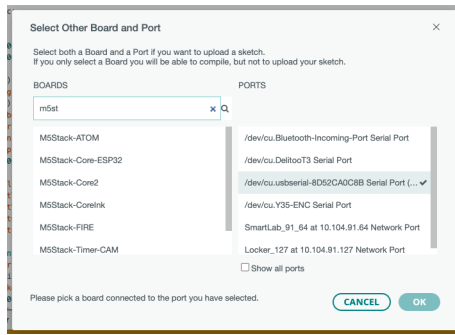 Select Other Board and Port
Select both a Board and a Port if you want to upload a sketch.
If you only select a Board you will be able to compile, but not to upload your sketch.
BOARDS
PORTS
m5st
M5Stack-ATOM
M5Stack-Core-ESP32
M5Stack-Core2
M5Stack-CoreInk
M5Stack-FIRE
M5Stack-Timer-CAM
/dev/cu.Bluetooth-Incoming-Port Serial Port
/dev/cu.DelitooT3 Serial Port
/dev/cu.usbserial-8D52CA0C8B Serial Port (...
/dev/cu.Y35-ENC Serial Port
SmartLab_91_64 at 10.104.91.64 Network Port
Locker_127 at 10.104.91.127 Network Port
Show all ports
Please pick a board connected to the port you have selected.
CANCEL
OK